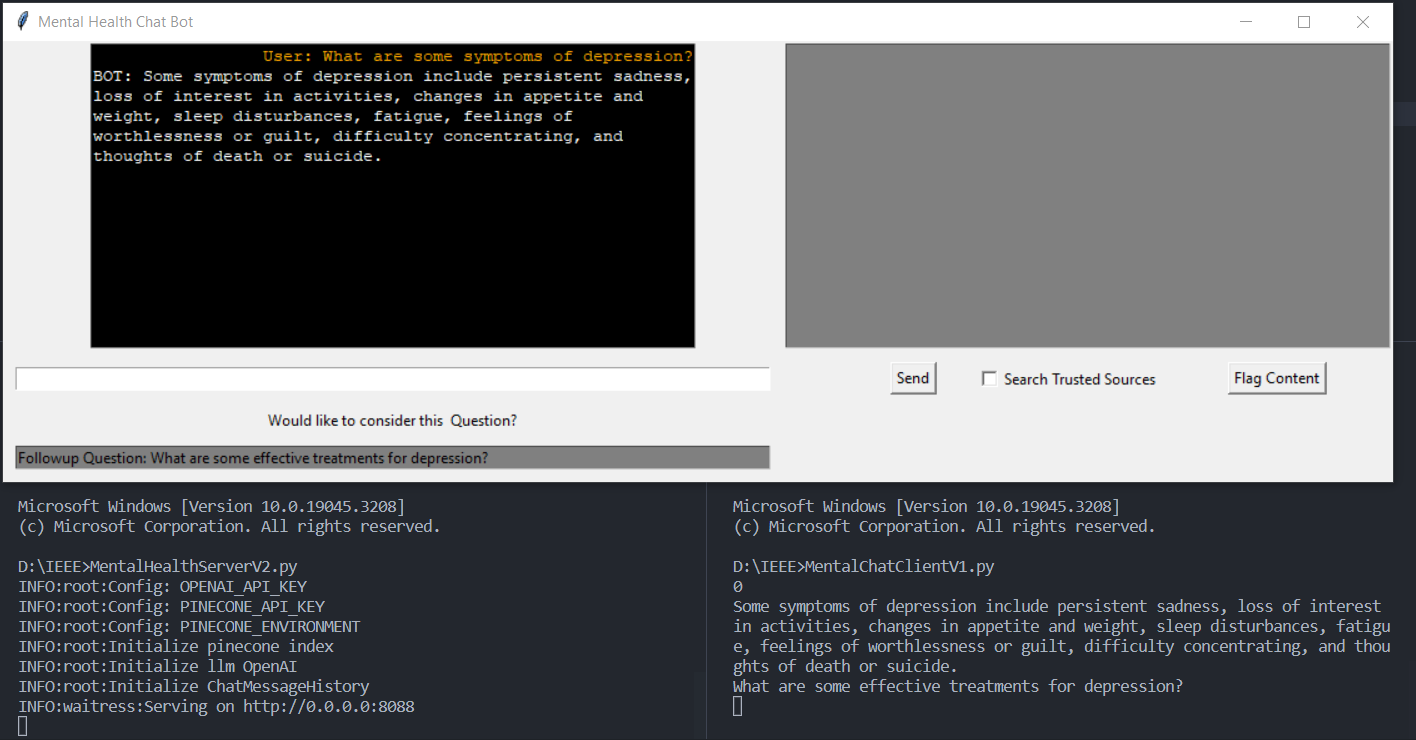 Mental Health Chat Bot
User: What are some symptoms of depression?
BOT: Some symptoms of depression include persistent sadness,
loss of interest in activities, changes in appetite and
weight, sleep disturbances, fatigue, feelings of
worthlessness or guilt, difficulty concentrating, and
thoughts of death or suicide.
Send
Search Trusted Sources
Flag Content
Would like to consider this  Question?
Followup Question: What are some effective treatments for depression?
Microsoft Windows [Version 10.0.19045.3208]
(c) Microsoft Corporation. All rights reserved.
D:\IEEE>MentalHealthServerV2.py
INFO:root:Config: OPENAI_API_KEY
INFO:root:Config: PINECONE_API_KEY
INFO:root:Config: PINECONE_ENVIRONMENT
INFO:root:Initialize pinecone index
INFO:root:Initialize llm OpenAI
INFO:root:Initialize ChatMessageHistory
INFO:waitress:Serving on http://0.0.0.0:8088
Microsoft Windows [Version 10.0.19045.3208]
(c) Microsoft Corporation. All rights reserved.
D:\IEEE>MentalChatClientV1.py
0
Some symptoms of depression include persistent sadness, loss of interest
in activities, changes in appetite and weight, sleep disturbances, fatigu
e, feelings of worthlessness or guilt, difficulty concentrating, and thou
ghts of death or suicide.
What are some effective treatments for depression?